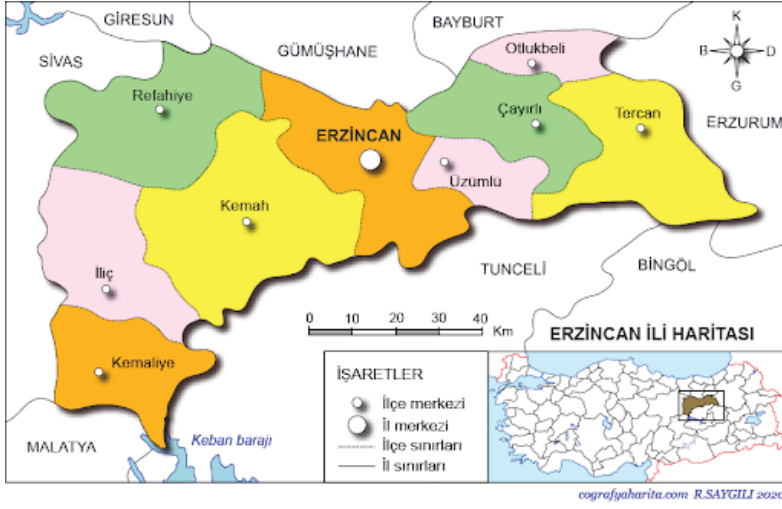 GİRESUN
BAYBURT
K
B D
G
GÜMÜŞHANE
SİVAS
Otlukbeli
Refahiye
Çayırlı
Tercan
ERZURUM
ERZİNCAN
Üzümlü
Kemah
TUNCELİ
BİNGÖL
İliç
0 10 20 30 40
Km
ERZİNCAN İLİ HARİTASI
Kemaliye
İŞARETLER
İlçe merkezi
İl merkezi
İlçe sınırları
İl sınırları
MALATYA
Keban barajı
cografyaharita.com R.SAYGILI 2020